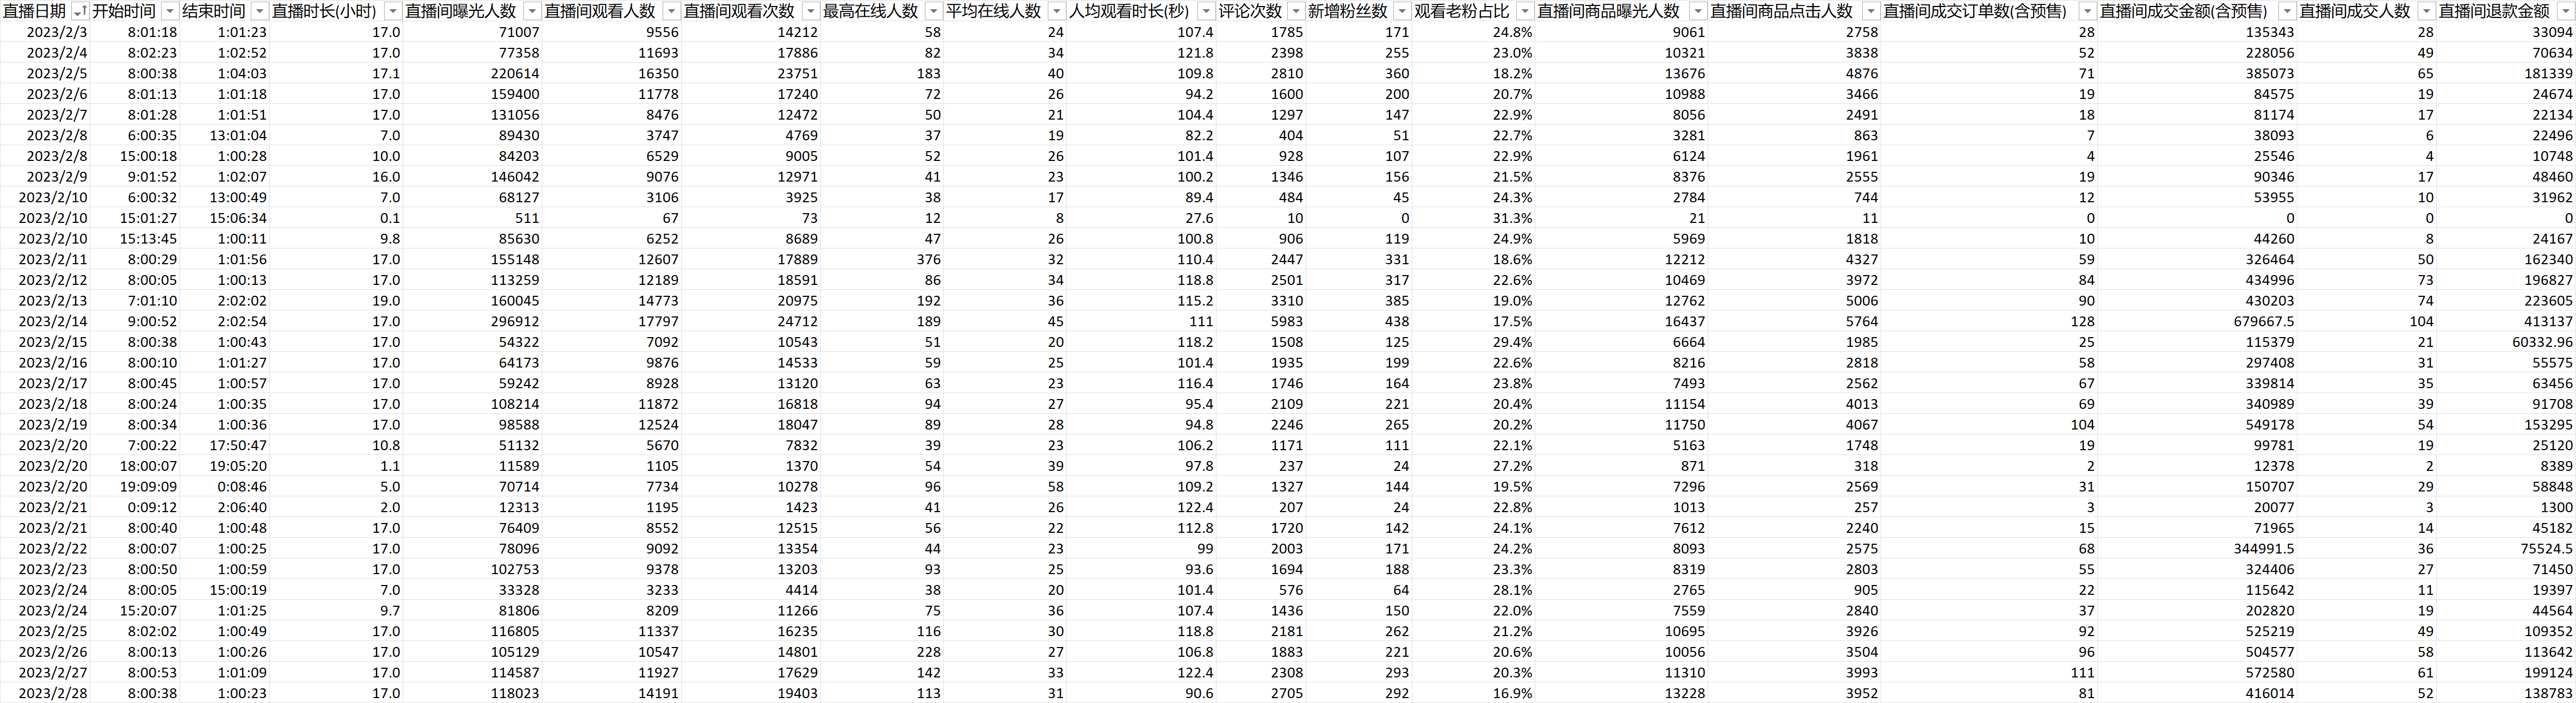 直播日期 开始时间 结束时间 直播时长(小时) 直播间曝光人数 直播间观看人数 直播间观看次数 最高在线人数 平均在线人数 人均观看时长(秒) 评论次数 新增粉丝数 观看老粉占比 直播间商品曝光人数 直播间商品点击人数 直播间成交订单数(含预售) 直播间成交金额(含预售) 直播间成交人数 直播间退款金额
2023/2/3 8:01:18 1:01:23 17.0 71007 9556 14212 58 24 107.4 1785 171 24.8% 9061 2758 28 135343 28 33094
2023/2/4 8:02:23 1:02:52 17.0 77358 11693 17886 82 34 121.8 2398 255 23.0% 10321 3838 52 228056 49 70634
2023/2/5 8:00:38 1:04:03 17.1 220614 16350 23751 183 40 109.8 2810 360 18.2% 13676 4876 71 385073 65 181339
2023/2/6 8:01:13 1:01:18 17.0 159400 11778 17240 72 26 94.2 1600 200 20.7% 10988 3466 19 84575 19 24674
2023/2/7 8:01:28 1:01:51 17.0 131056 8476 12472 50 21 104.4 1297 147 22.9% 8056 2491 18 81174 17 22134
2023/2/8 6:00:35 13:01:04 7.0 89430 3747 4769 37 19 82.2 404 51 22.7% 3281 863 7 38093 6 22496
2023/2/8 15:00:18 1:00:28 10.0 84203 6529 9005 52 26 101.4 928 107 22.9% 6124 1961 4 25546 4 10748
2023/2/9 9:01:52 1:02:07 16.0 146042 9076 12971 41 23 100.2 1346 156 21.5% 8376 2555 19 90346 17 48460
2023/2/10 6:00:32 13:00:49 7.0 68127 3106 3925 38 17 89.4 484 45 24.3% 2784 744 12 53955 10 31962
2023/2/10 15:01:27 15:06:34 0.1 511 67 73 12 8 27.6 10 0 31.3% 21 11 0 0 0 0
2023/2/10 15:13:45 1:00:11 9.8 85630 6252 8689 47 26 100.8 906 119 24.9% 5969 1818 10 44260 8 24167
2023/2/11 8:00:29 1:01:56 17.0 155148 12607 17889 376 32 110.4 2447 331 18.6% 12212 4327 59 326464 50 162340
2023/2/12 8:00:05 1:00:13 17.0 113259 12189 18591 86 34 118.8 2501 317 22.6% 10469 3972 84 434996 73 196827
2023/2/13 7:01:10 2:02:02 19.0 160045 14773 20975 192 36 115.2 3310 385 19.0% 12762 5006 90 430203 74 223605
2023/2/14 9:00:52 2:02:54 17.0 296912 17797 24712 189 45 111 5983 438 17.5% 16437 5764 128 679667.5 104 413137
2023/2/15 8:00:38 1:00:43 17.0 54322 7092 10543 51 20 118.2 1508 125 29.4% 6664 1985 25 115379 21 60332.96
2023/2/16 8:00:10 1:01:27 17.0 64173 9876 14533 59 25 101.4 1935 199 22.6% 8216 2818 58 297408 31 55575
2023/2/17 8:00:45 1:00:57 17.0 59242 8928 13120 63 23 116.4 1746 164 23.8% 7493 2562 67 339814 35 63456
2023/2/18 8:00:24 1:00:35 17.0 108214 11872 16818 94 27 95.4 2109 221 20.4% 11154 4013 69 340989 39 91708
2023/2/19 8:00:34 1:00:36 17.0 98588 12524 18047 89 28 94.8 2246 265 20.2% 11750 4067 104 549178 54 153295
2023/2/20 7:00:22 17:50:47 10.8 51132 5670 7832 39 23 106.2 1171 111 22.1% 5163 1748 19 99781 19 25120
2023/2/20 18:00:07 19:05:20 1.1 11589 1105 1370 54 39 97.8 237 24 27.2% 871 318 2 12378 2 8389
2023/2/20 19:09:09 0:08:46 5.0 70714 7734 10278 96 58 109.2 1327 144 19.5% 7296 2569 31 150707 29 58848
2023/2/21 0:09:12 2:06:40 2.0 12313 1195 1423 41 26 122.4 207 24 22.8% 1013 257 3 20077 3 1300
2023/2/21 8:00:40 1:00:48 17.0 76409 8552 12515 56 22 112.8 1720 142 24.1% 7612 2240 15 71965 14 45182
2023/2/22 8:00:07 1:00:25 17.0 78096 9092 13354 44 23 99 2003 171 24.2% 8093 2575 68 344991.5 36 75524.5
2023/2/23 8:00:50 1:00:59 17.0 102753 9378 13203 93 25 93.6 1694 188 23.3% 8319 2803 55 324406 27 71450
2023/2/24 8:00:05 15:00:19 7.0 33328 3233 4414 38 20 101.4 576 64 28.1% 2765 905 22 115642 11 19397
2023/2/24 15:20:07 1:01:25 9.7 81806 8209 11266 75 36 107.4 1436 150 22.0% 7559 2840 37 202820 19 44564
2023/2/25 8:02:02 1:00:49 17.0 116805 11337 16235 116 30 118.8 2181 262 21.2% 10695 3926 92 525219 49 109352
2023/2/26 8:00:13 1:00:26 17.0 105129 10547 14801 228 27 106.8 1883 221 20.6% 10056 3504 96 504577 58 113642
2023/2/27 8:00:53 1:01:09 17.0 114587 11927 17629 142 33 122.4 2308 293 20.3% 11310 3993 111 572580 61 199124
2023/2/28 8:00:38 1:00:23 17.0 118023 14191 19403 113 31 90.6 2705 292 16.9% 13228 3952 81 416014 52 138783